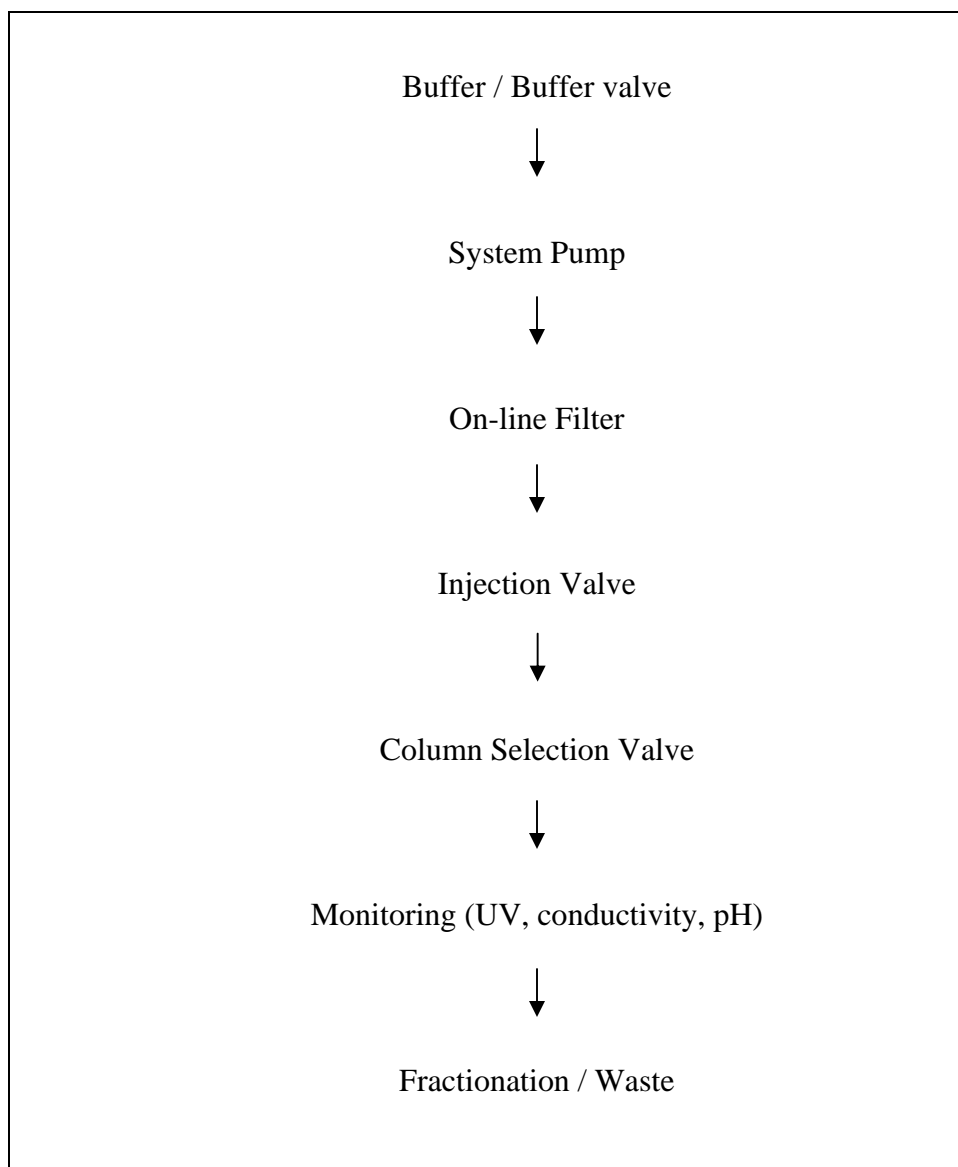 Buffer / Buffer valve
System Pump
On-line Filter
Injection Valve
Column Selection Valve
Monitoring (UV, conductivity, pH)
Fractionation / Waste